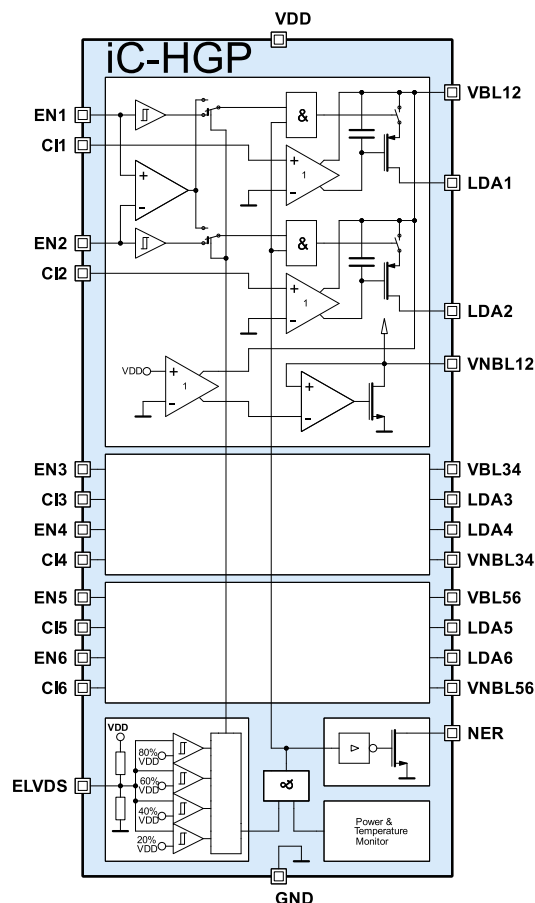 VDD
iC-HGP
EN1
CI1
EN2
CI2
&
1
+
–
+
–
&
1
+
–
VBL12
LDA1
LDA2
VNBL12
VDD
+
–
1
+
–
EN3
CI3
EN4
CI4
VBL34
LDA3
LDA4
VNBL34
EN5
CI5
EN6
CI6
VBL56
LDA5
LDA6
VNBL56
VDD
ELVDS
80%
VDD
60%
VDD
40%
VDD
20%
VDD
&
NER
Power &
Temperature
Monitor
GND